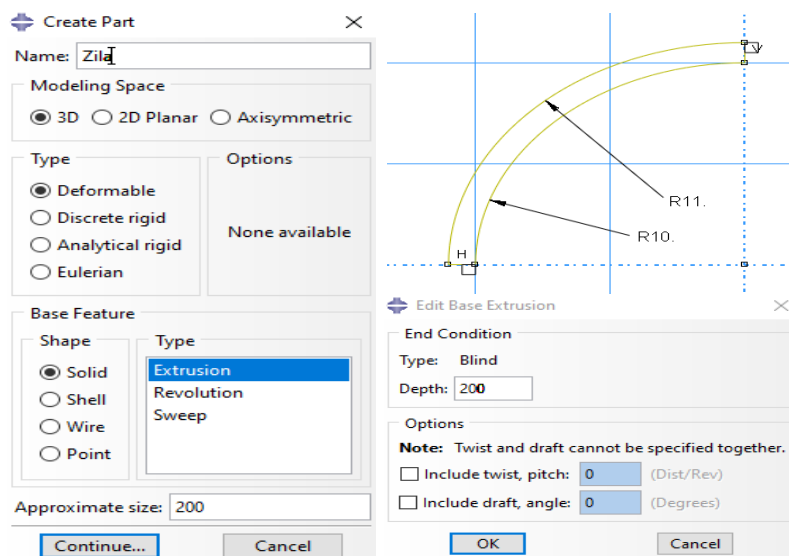 Create Part
Name: Zila
Modeling Space
3D 2D Planar Axisymmetric
Type
Deformable
Discrete rigid
Analytical rigid
Eulerian
Options
None available
Base Feature
Shape
Solid
Shell
Wire
Point
Type
Extrusion
Revolution
Sweep
Approximate size: 200
Continue... Cancel
V
R11.
R10.
H
Edit Base Extrusion
End Condition
Type: Blind
Depth: 200
Options
Note: Twist and draft cannot be specified together.
Include twist, pitch: 0 (Dist/Rev)
Include draft, angle: 0 (Degrees)
OK Cancel